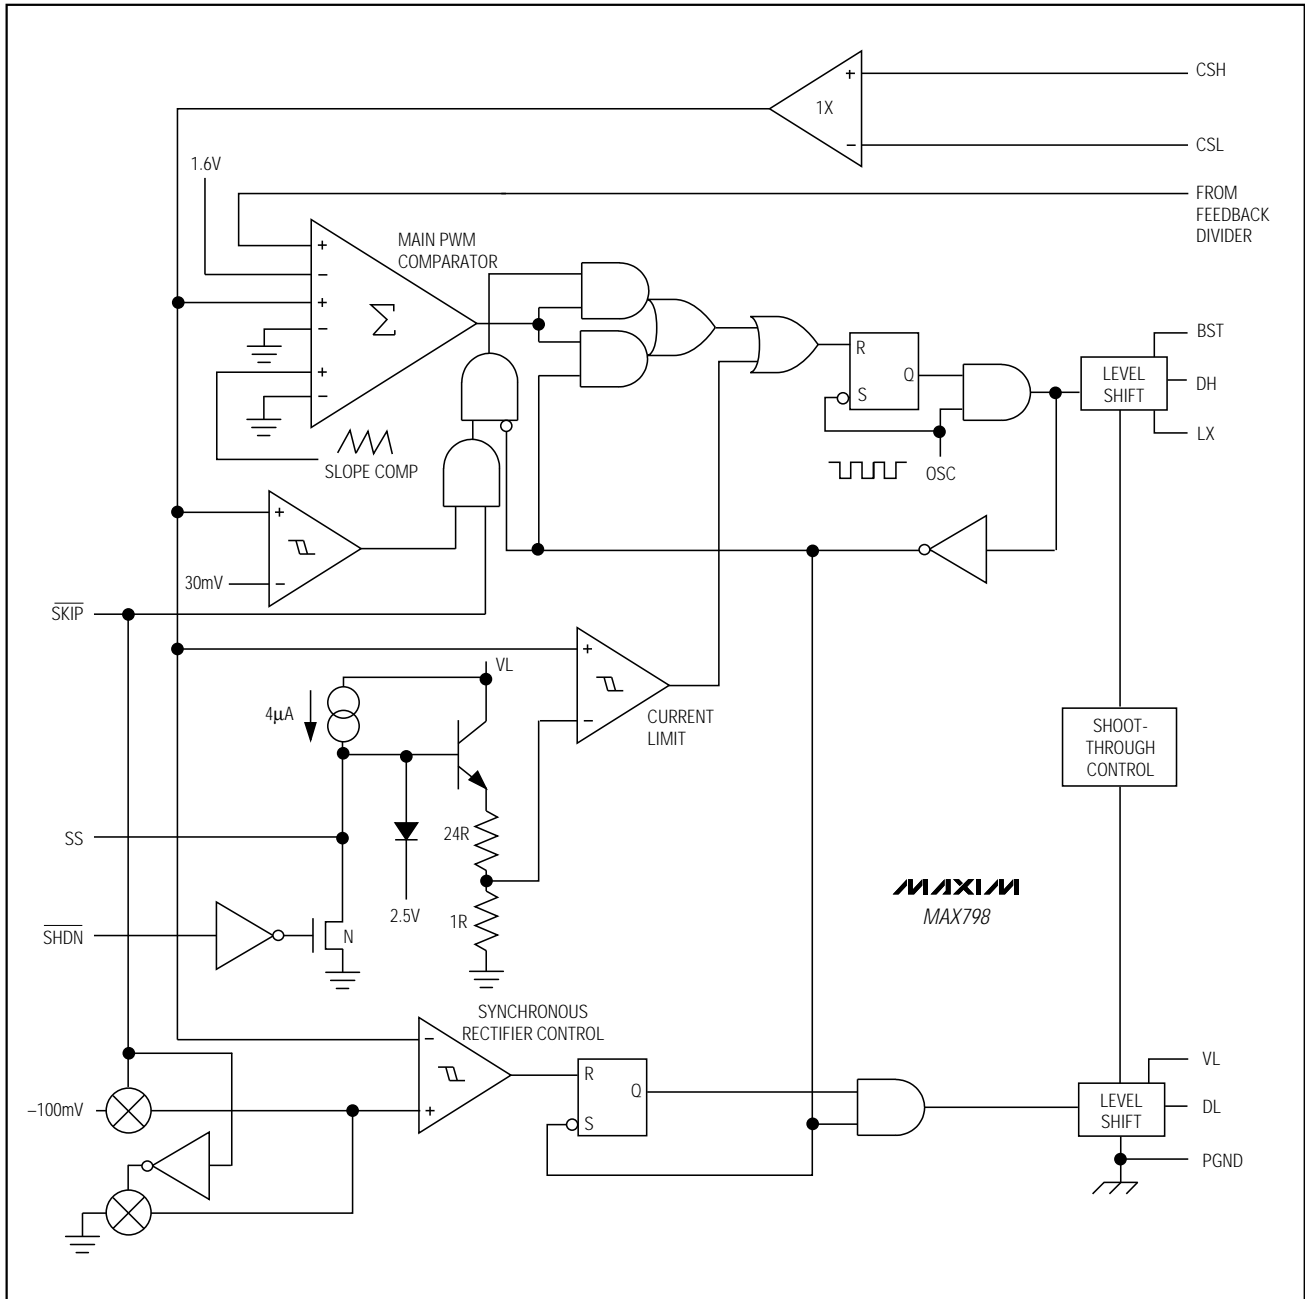 CSH
1X
+
−
CSL
1.6V
FROM
FEEDBACK
DIVIDER
MAIN PWM
COMPARATOR
+
−
+
−
+
−
Σ
BST
R
Q
S
LEVEL
SHIFT
DH
LX
SLOPE COMP
OSC
+
−
30mV
SKIP
VL
+
−
4µA
CURRENT
LIMIT
SHOOT-
THROUGH
CONTROL
SS
24R
2.5V
1R
MAXIM
MAX798
SHDN
N
SYNCHRONOUS
RECTIFIER CONTROL
−
+
R
Q
S
VL
–100mV
LEVEL
SHIFT
DL
PGND